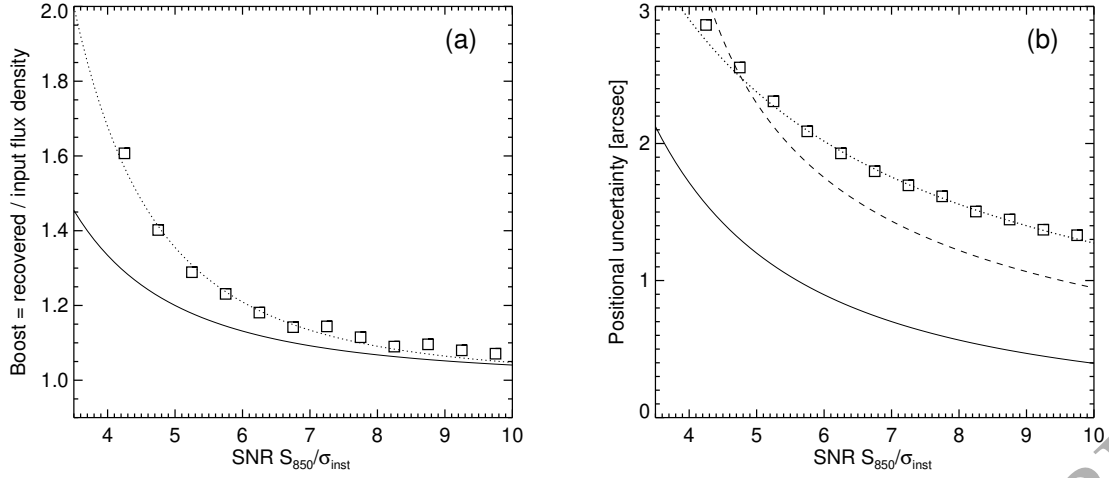 (a)
Boost = recovered / input flux density
2.0
1.8
1.6
1.4
1.2
1.0
4 5 6 7 8 9 10
SNR S850/σinst
(b)
Positional uncertainty [arcsec]
3
2
1
0
4 5 6 7 8 9 10
SNR S850/σinst